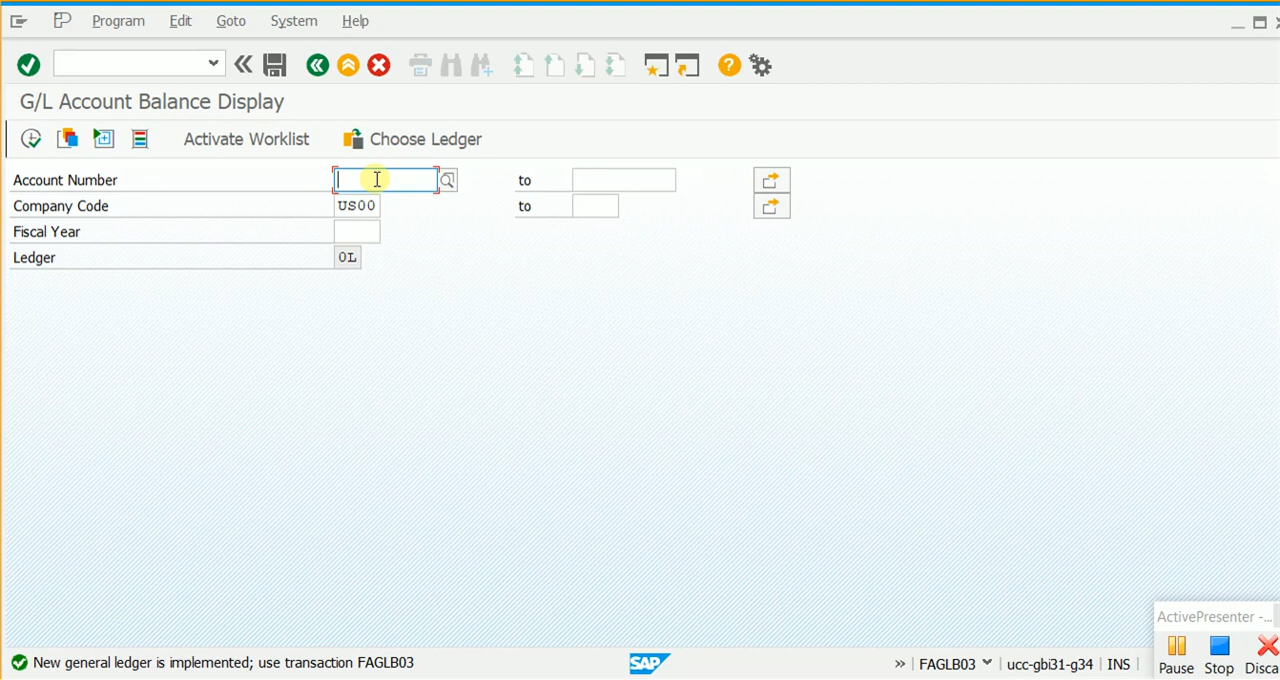 Program Edit Goto System Help
G/L Account Balance Display
Activate Worklist Choose Ledger
Account Number to
Company Code US00 to
Fiscal Year
Ledger 0L
ActivePresenter -...
Pause Stop Disca
New general ledger is implemented; use transaction FAGLB03 SAP » FAGLB03 ucc-gbi31-g34 INS